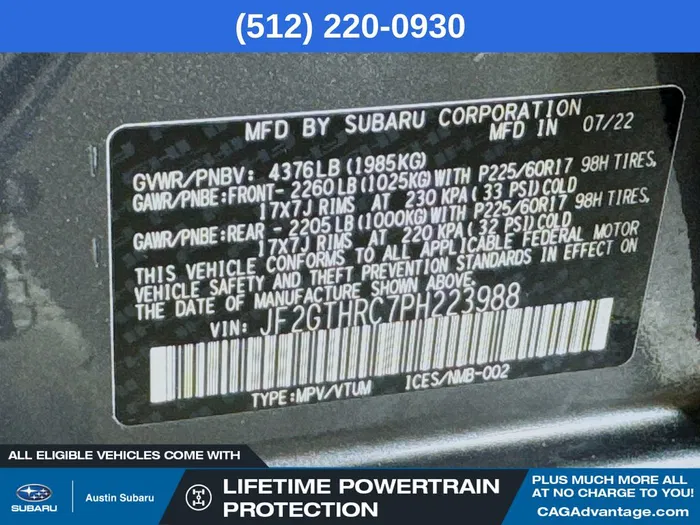 (512) 220-0930
MFD BY SUBARU CORPORATION
MFD IN 07/22
GVWR/PNBV: 4376LB(1985KG)
GAWR/PNBE:FRONT-2260LB(1025KG)WITH P225/60R17 98H TIRES,
17X7J RIMS AT 230 KPA(33 PSI)COLD
GAWR/PNBE:REAR - 2205LB(1000KG)WITH P225/60R17 98H TIRES,
17X7J RIMS AT 220 KPA(32 PSI)COLD
THIS VEHICLE CONFORMS TO ALL APPLICABLE FEDERAL MOTOR
VEHICLE SAFETY AND THEFT PREVENTION STANDARDS IN EFFECT ON
THE DATE OF MANUFACTURE SHOWN ABOVE
VIN: JF2GTHRC7PH223988
TYPE:MPV/VTUM ICES/NMB-002
ALL ELIGIBLE VEHICLES COME WITH
SUBARU
Austin Subaru
LIFETIME POWERTRAIN
PROTECTION
PLUS MUCH MORE ALL
AT NO CHARGE TO YOU!
CAGAdvantage.com